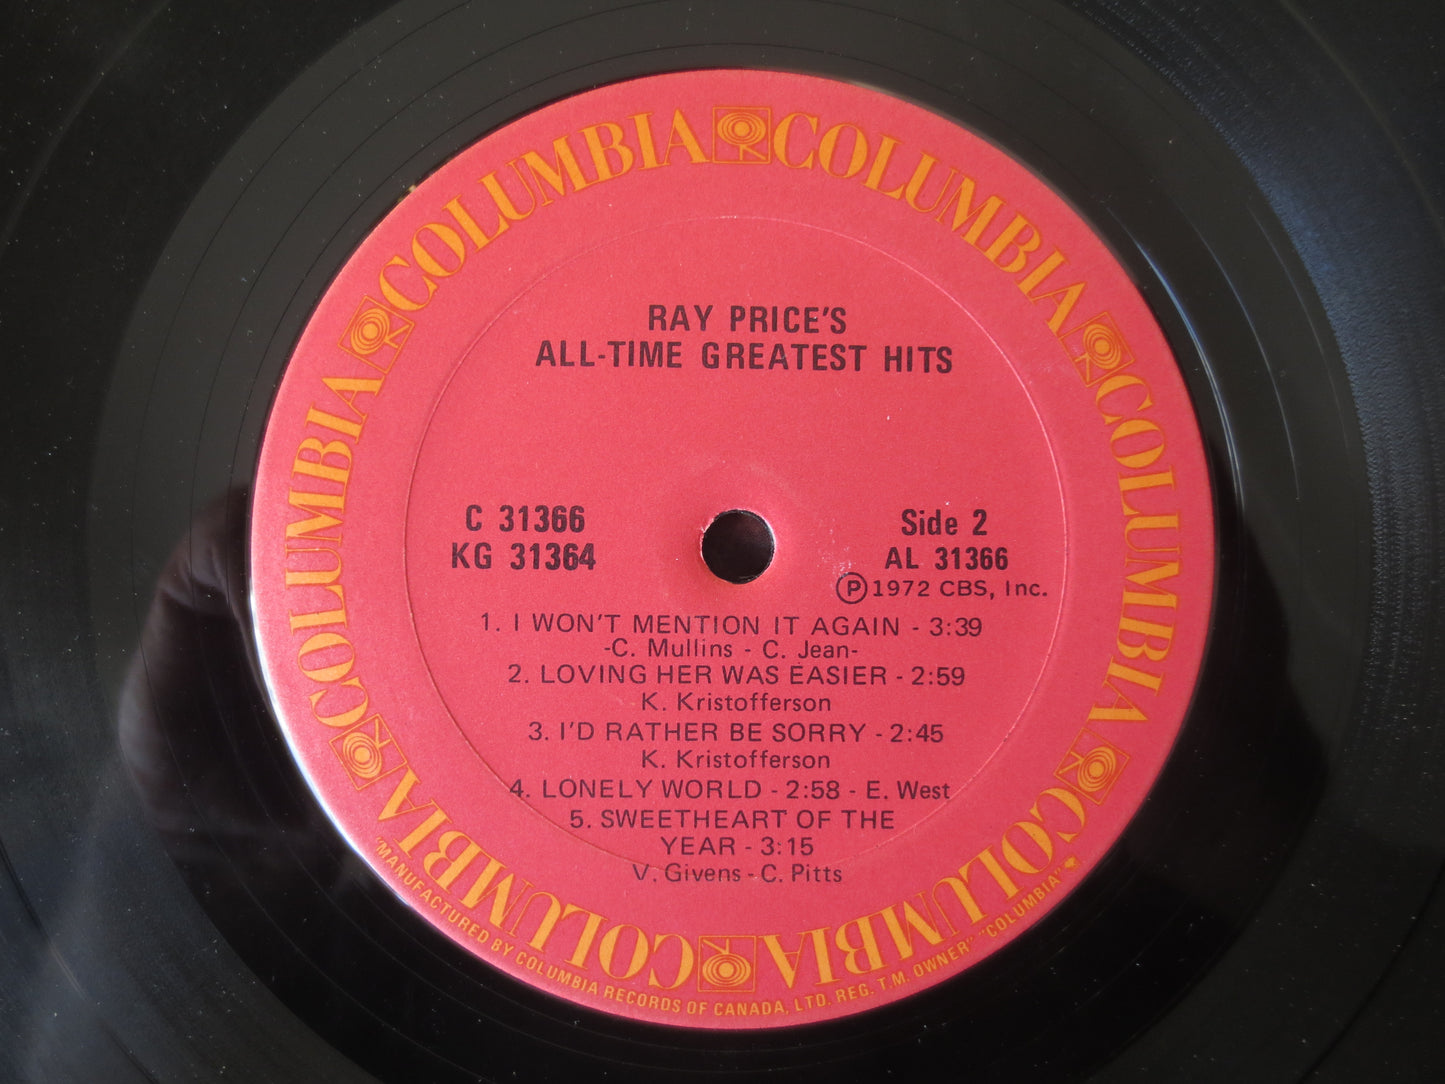 COLUMBIA COLUMBIA COLUMBIA COLUMBIA COLUMBIA COLUMBIA
RAY PRICE'S
ALL-TIME GREATEST HITS
C 31366
KG 31364
Side 2
AL 31366
Ⓟ1972 CBS, Inc.
1. I WON'T MENTION IT AGAIN - 3:39
-C. Mullins - C. Jean-
2. LOVING HER WAS EASIER - 2:59
K. Kristofferson
3. I'D RATHER BE SORRY - 2:45
K. Kristofferson
4. LONELY WORLD - 2:58 - E. West
5. SWEETHEART OF THE
YEAR - 3:15
V. Givens - C. Pitts
COLUMBIA COLUMBIA
"MANUFACTURED BY COLUMBIA RECORDS OF CANADA, LTD. REG. T.M. OWNER" "COLUMBIA"